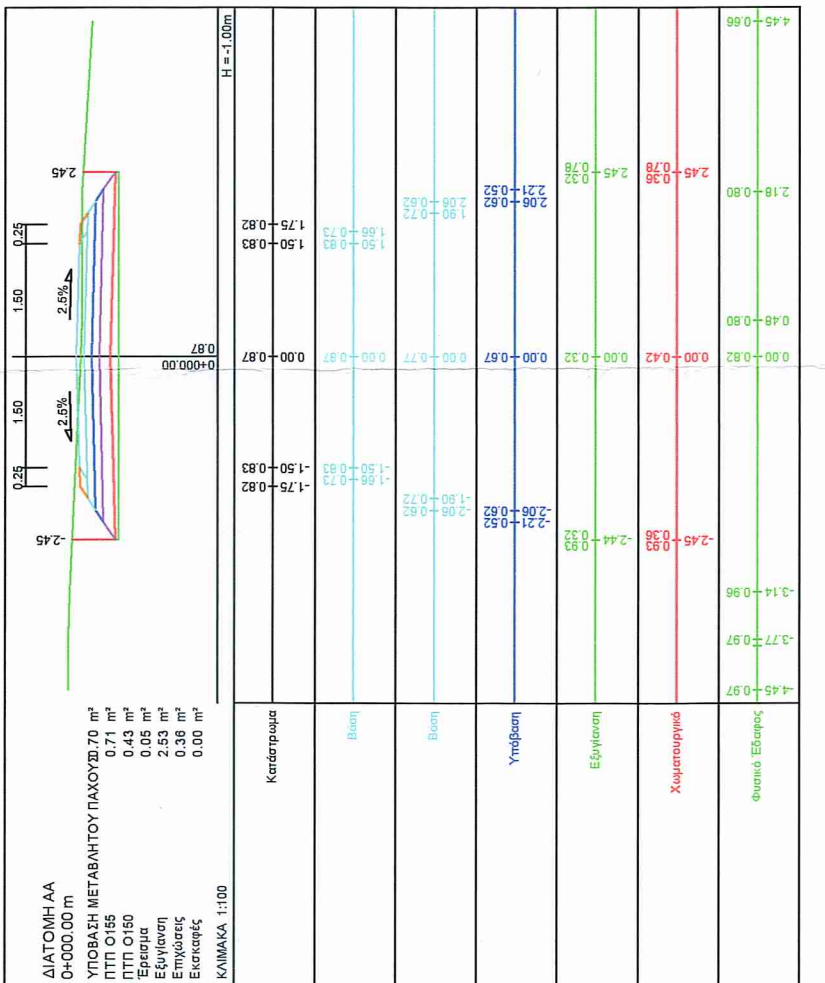 ΔΙΑΤΟΜΗ ΑΑ
0+000.00 m
ΥΠΟΒΑΣΗ ΜΕΤΑΒΛΗΤΟΥ ΠΑΧΟΥΣ 0.70 m²
ΠΤΠ Ο155 0.71 m²
ΠΤΠ Ο150 0.43 m²
Έρεισμα 0.05 m²
Εξυγίανση 2.53 m²
Επιχώσεις 0.36 m²
Εκσκαφές 0.00 m²
ΚΛΙΜΑΚΑ 1:100
0.25 1.50 1.50 0.25
2.5% 2.5%
-2.45 2.45
0+000.00 0.87
H = -1.00m
Κατάστρωμα
0.82 0.83 0.87 0.83 0.82
-1.75 -1.50 0.00 1.50 1.75
Βαση
0.73 0.83 0.87 0.83 0.73
-1.66 -1.50 0.00 1.50 1.66
Βαση
0.62 0.72 0.77 0.72 0.62
-2.06 -1.90 0.00 1.90 2.06
Υπόβαση
0.52 0.62 0.67 0.62 0.52
-2.21 -2.06 0.00 2.06 2.21
Εξυγίανση
0.93 0.32 0.32 0.32 0.78
-2.44 0.00 2.45
Χωματουργικό
0.93 0.36 0.42 0.36 0.78
-2.45 0.00 2.45
Φυσικό Έδαφος
0.97 0.97 0.96 0.82 0.80 0.80 0.66
-4.45 -3.77 -3.14 0.00 0.48 2.18 4.45